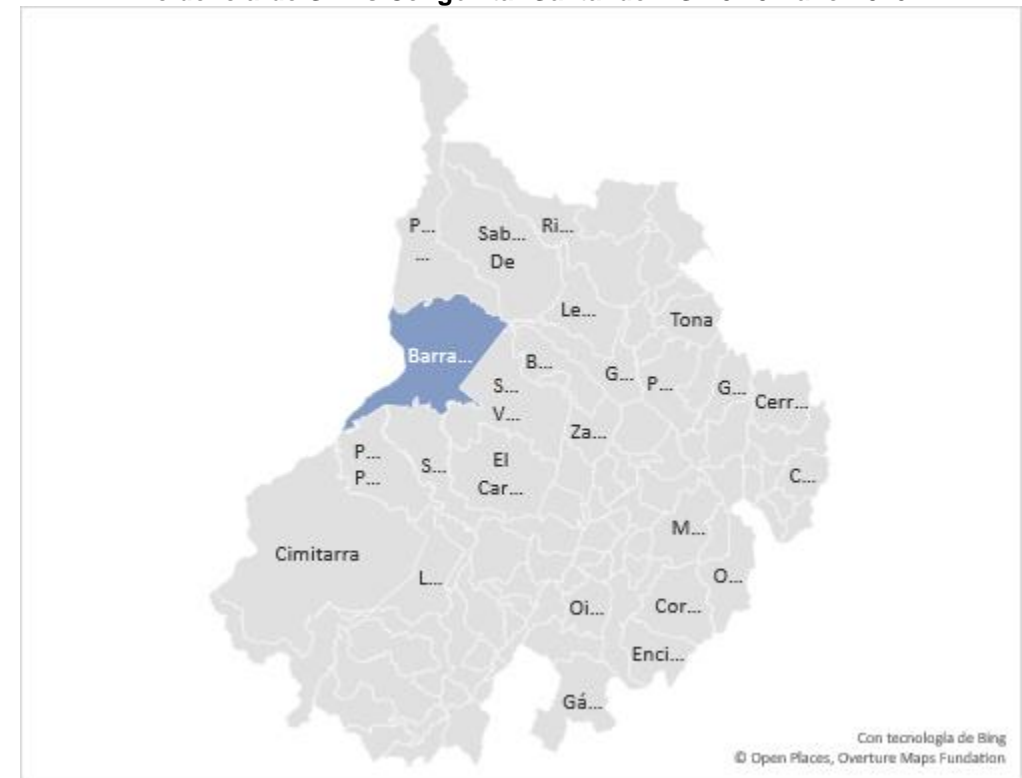 P...
...
Sab...
De
Ri...
Le...
Tona
Barra...
B...
S...
V...
G...
P...
G...
Cerr...
Za...
P...
P...
S...
El
Car...
C...
M...
Cimitarra
L...
O...
Oi...
Cor...
Enci...
Gá...
Con tecnología de Bing
© Open Places, Overture Maps Fundation